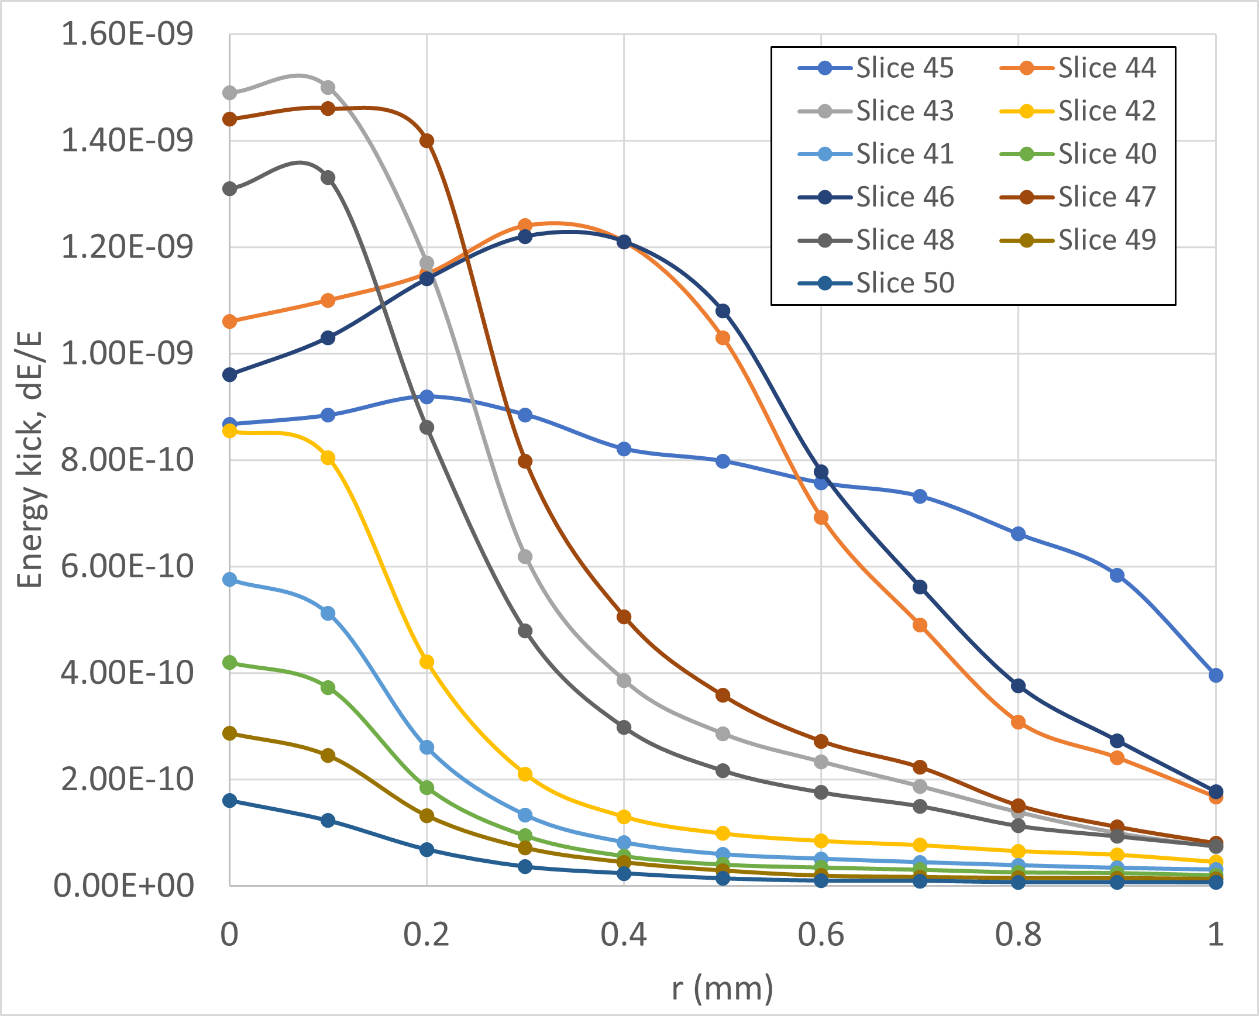 1.60E-09
1.40E-09
1.20E-09
1.00E-09
8.00E-10
6.00E-10
4.00E-10
2.00E-10
0.00E+00
Energy kick, dE/E
Slice 45 Slice 44
Slice 43 Slice 42
Slice 41 Slice 40
Slice 46 Slice 47
Slice 48 Slice 49
Slice 50
0 0.2 0.4 0.6 0.8 1
r (mm)